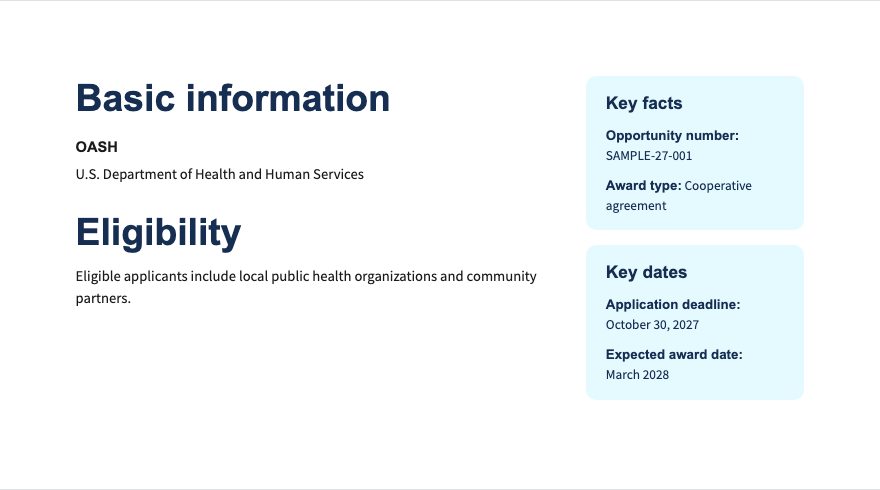 Basic information
OASH
U.S. Department of Health and Human Services
Eligibility
Eligible applicants include local public health organizations and community
partners.
Key facts
Opportunity number:
SAMPLE-27-001
Award type: Cooperative
agreement
Key dates
Application deadline:
October 30, 2027
Expected award date:
March 2028